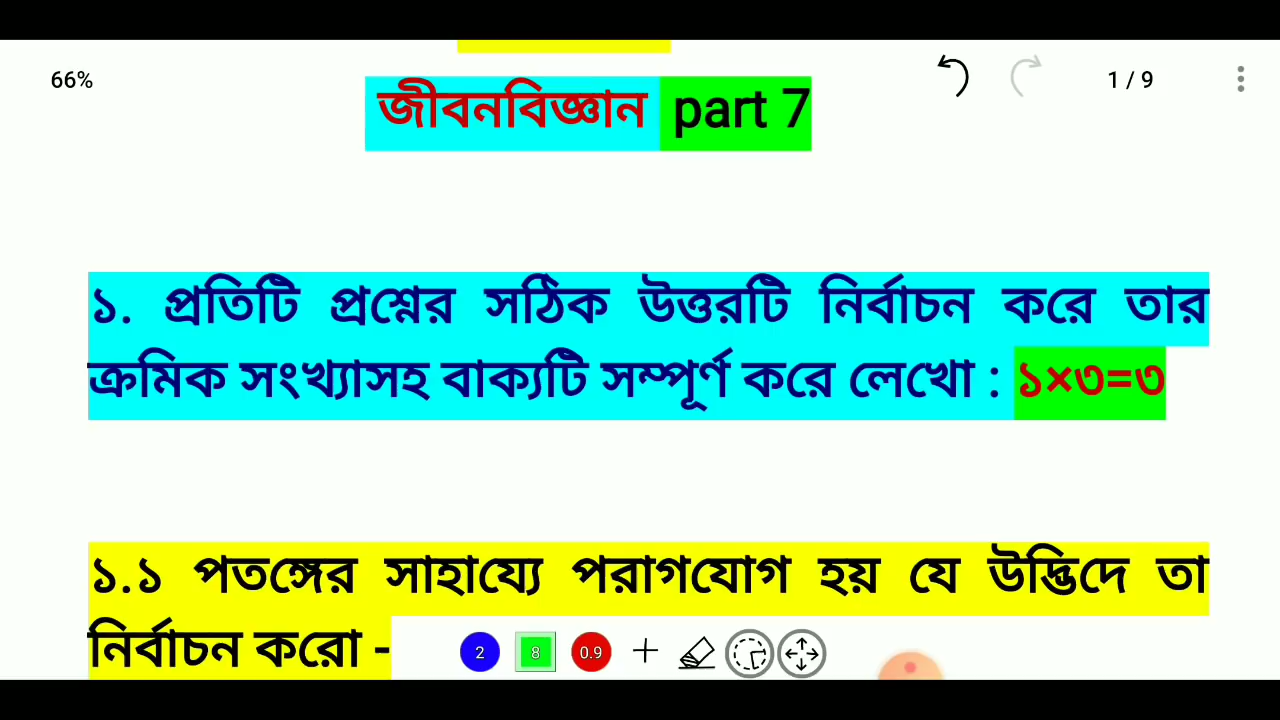 66%
1 / 9
জীবনবিজ্ঞান part 7
১. প্রতিটি প্রশ্নের সঠিক উত্তরটি নির্বাচন করে তার
ক্রমিক সংখ্যাসহ বাক্যটি সম্পূর্ণ করে লেখো : ১×৩=৩
১.১ পতঙ্গের সাহায্যে পরাগযোগ হয় যে উদ্ভিদে তা
নির্বাচন করো -
2 8 0.9